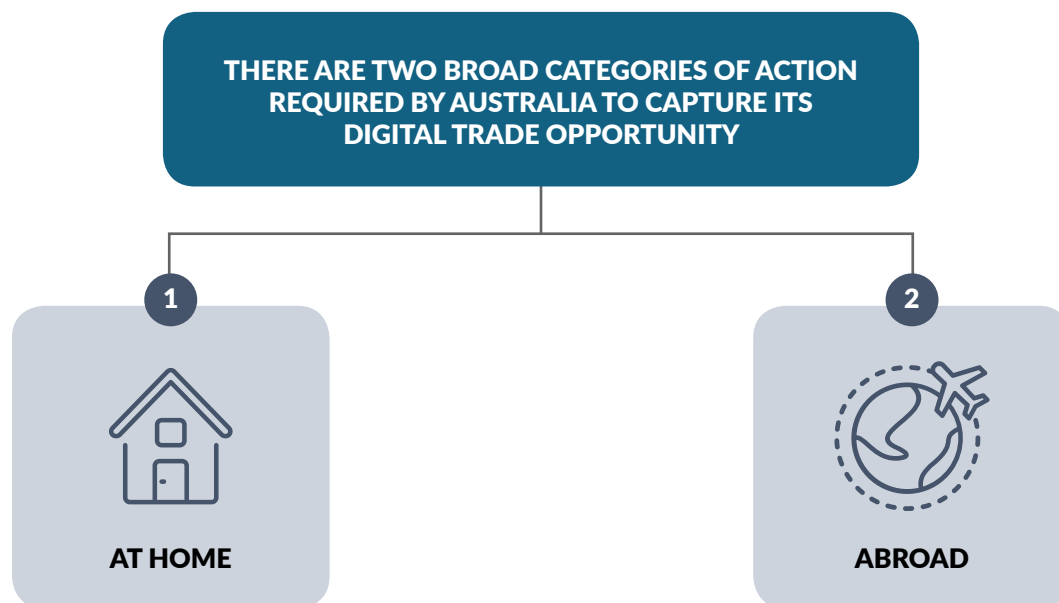 THERE ARE TWO BROAD CATEGORIES OF ACTION
REQUIRED BY AUSTRALIA TO CAPTURE ITS
DIGITAL TRADE OPPORTUNITY
1
2
AT HOME
ABROAD